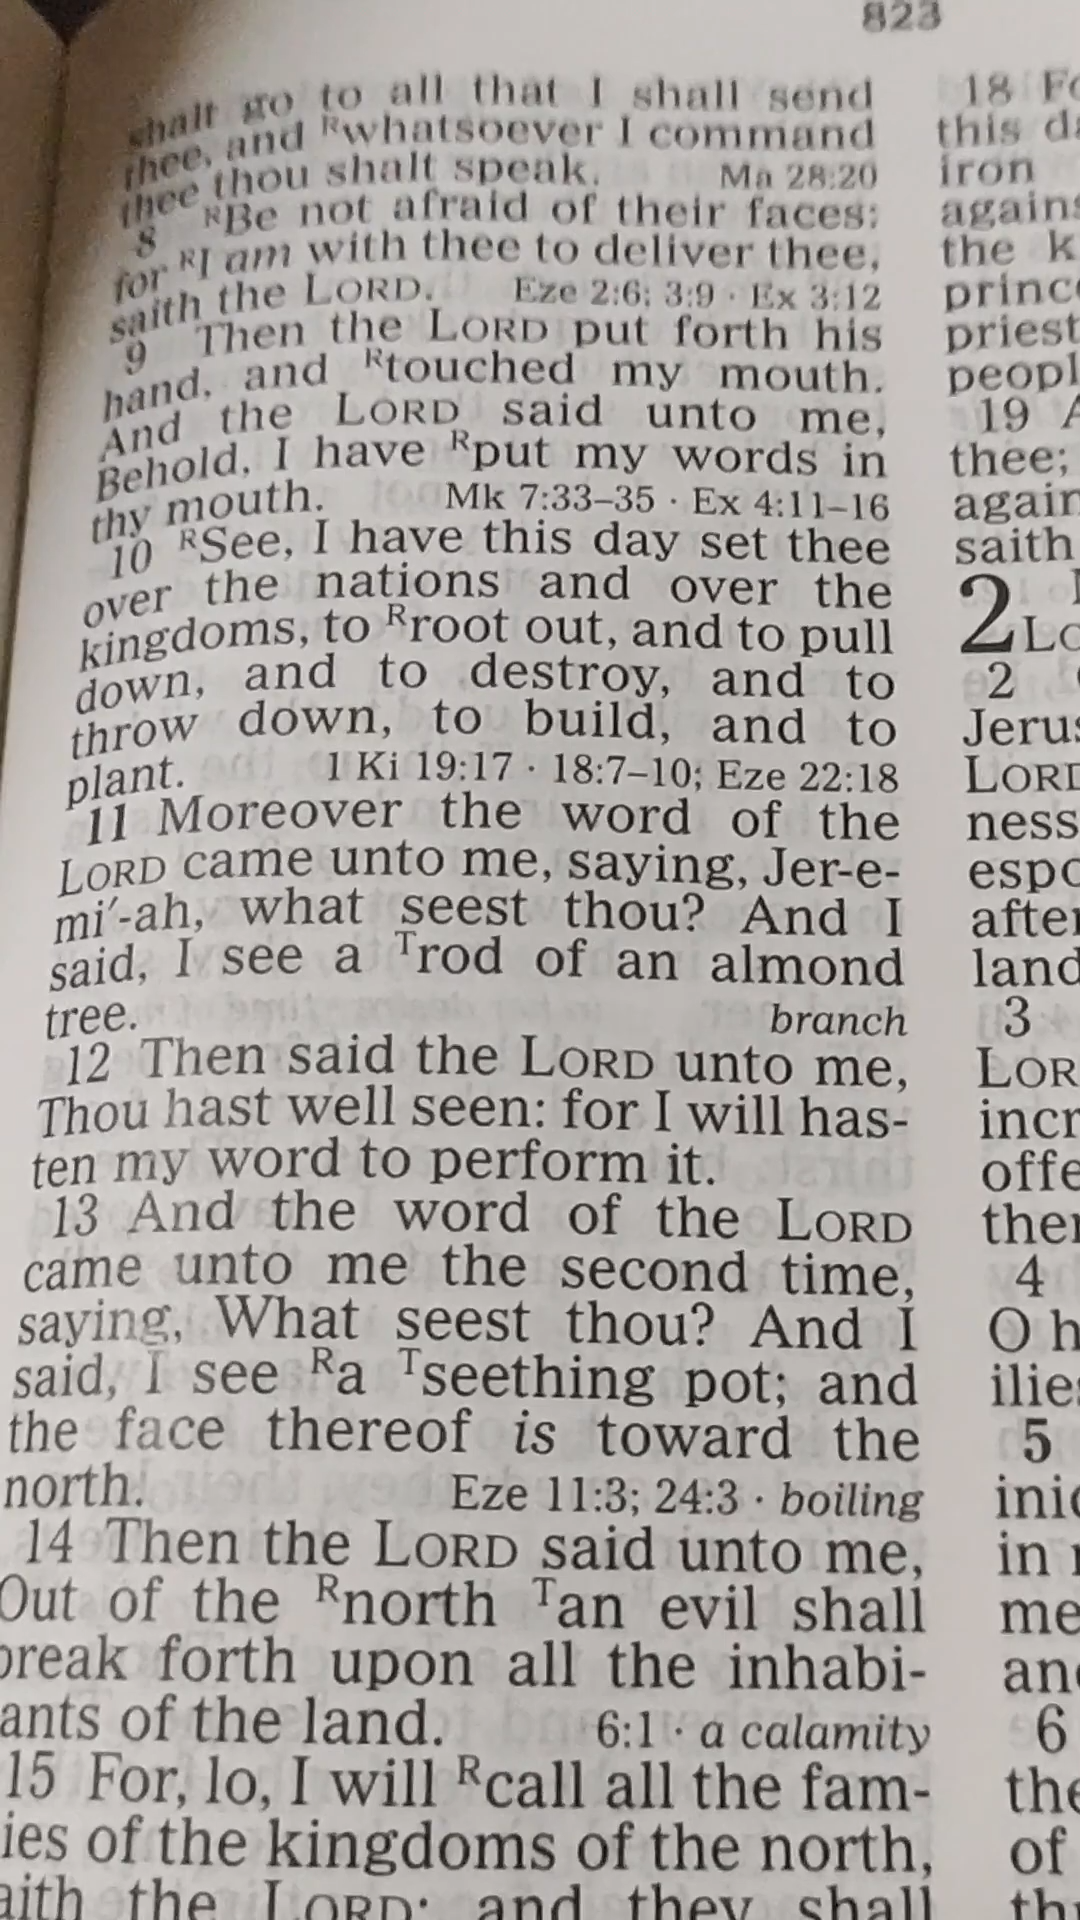 823
shalt go to all that I shall send
thee, and Rwhatsoever I command
thee thou shalt speak. Ma 28:20
8 RBe not afraid of their faces:
for RI am with thee to deliver thee,
saith the LORD. Eze 2:6; 3:9 · Ex 3:12
9 Then the LORD put forth his
hand, and Rtouched my mouth.
And the LORD said unto me,
Behold, I have Rput my words in
thy mouth. Mk 7:33–35 · Ex 4:11–16
10 RSee, I have this day set thee
over the nations and over the
kingdoms, to Rroot out, and to pull
down, and to destroy, and to
throw down, to build, and to
plant. 1 Ki 19:17 · 18:7–10; Eze 22:18
11 Moreover the word of the
LORD came unto me, saying, Jer-e-
mi′-ah, what seest thou? And I
said, I see a Trod of an almond
tree. branch
12 Then said the LORD unto me,
Thou hast well seen: for I will has-
ten my word to perform it.
13 And the word of the LORD
came unto me the second time,
saying, What seest thou? And I
said, I see Ra Tseething pot; and
the face thereof is toward the
north. Eze 11:3; 24:3 · boiling
14 Then the LORD said unto me,
Out of the Rnorth Tan evil shall
break forth upon all the inhabi-
ants of the land. 6:1 · a calamity
15 For, lo, I will Rcall all the fam-
ies of the kingdoms of the north,
aith the LORD; and they shall
18 Fo
this da
iron
agains
the k
princ
priest
peopl
19 A
thee;
again
saith
2
LO
2
Jerus
LORD
ness
espo
after
land
3
LOR
incr
offe
ther
4
O h
ilies
5
iniq
in
me
and
6
the
of